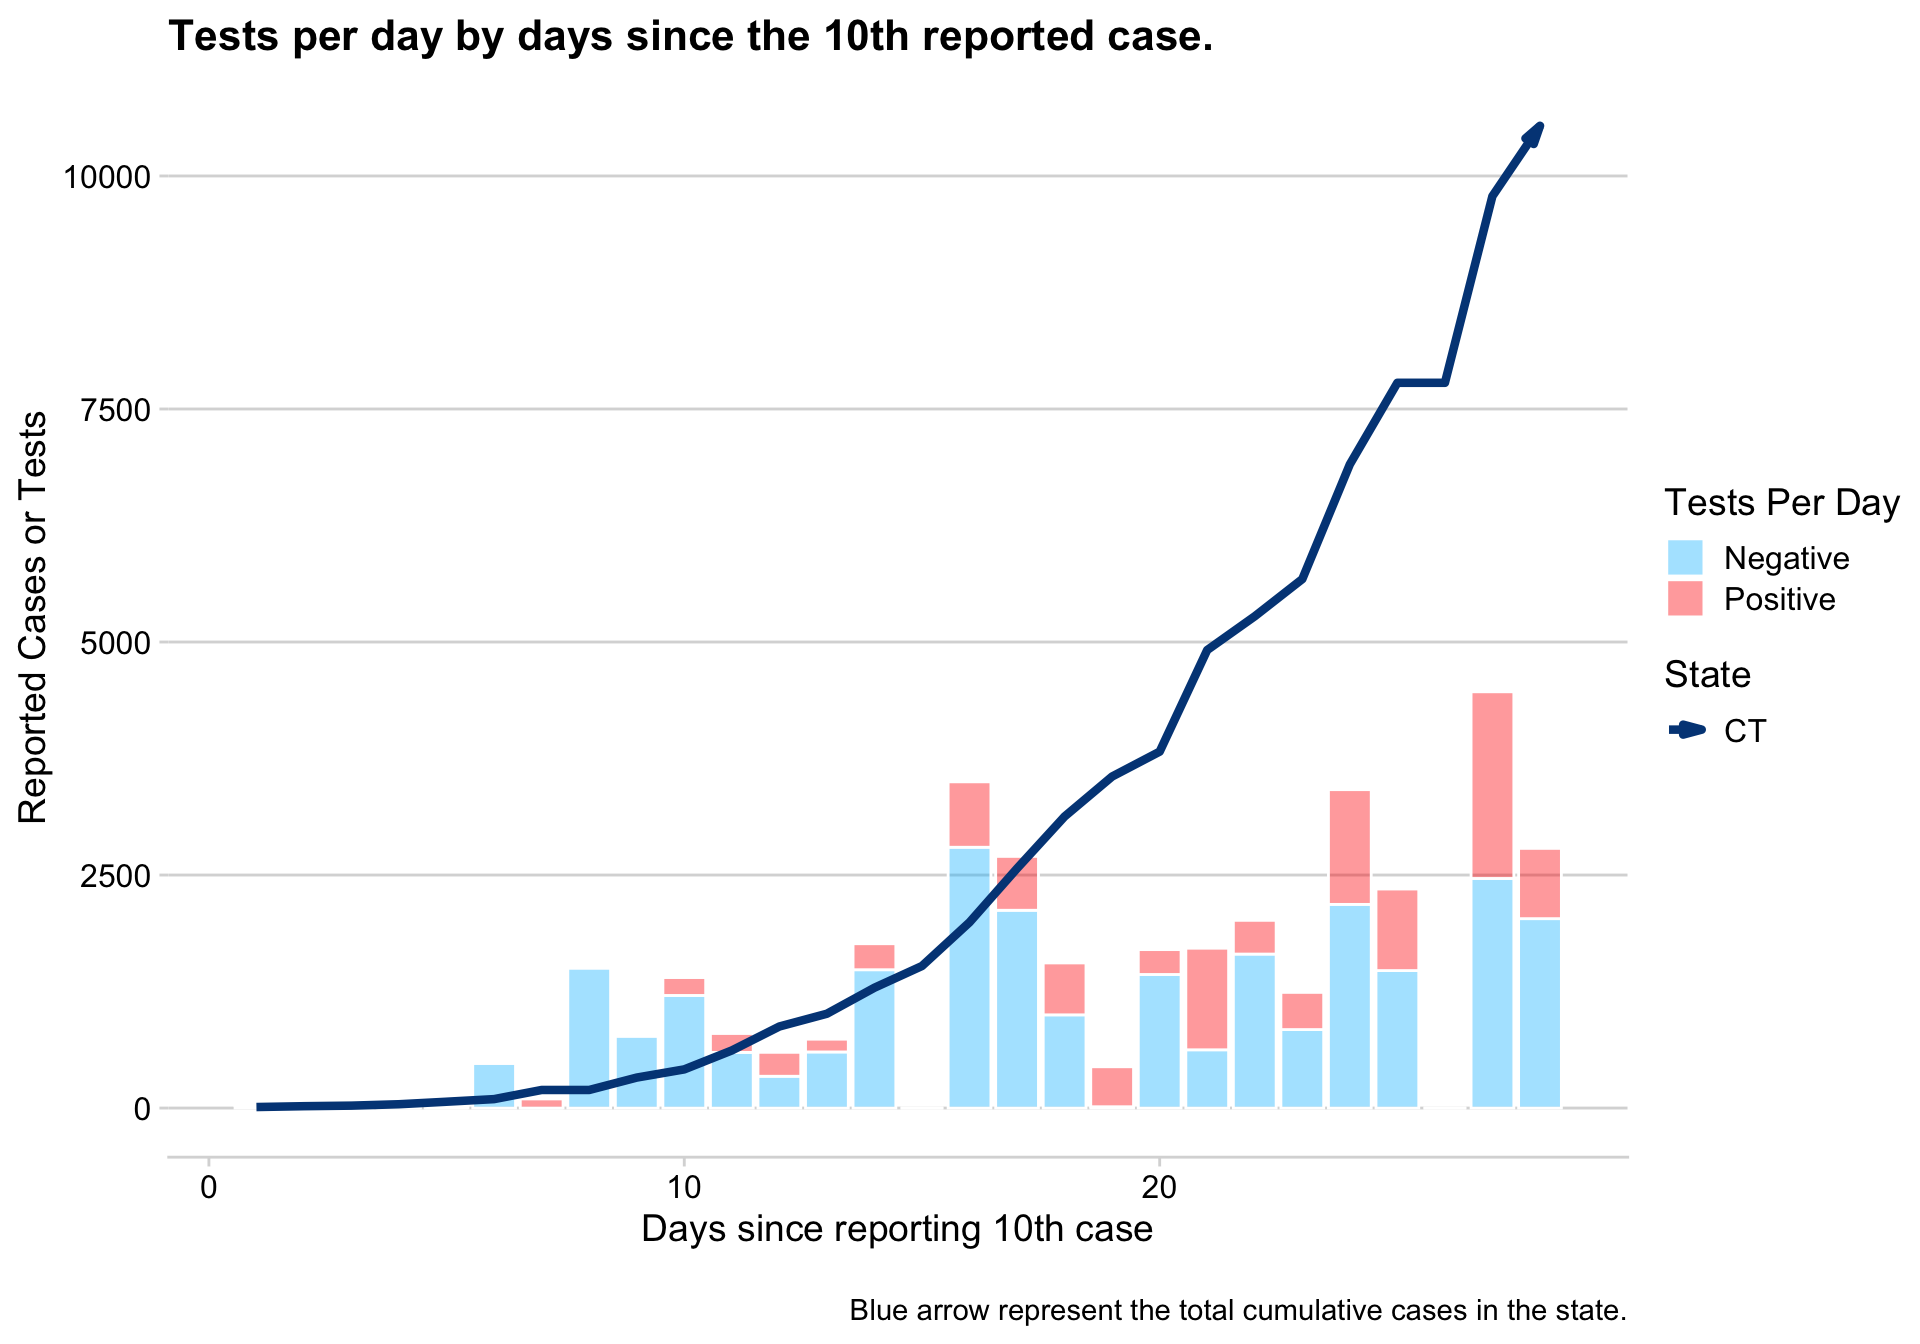 Tests per day by days since the 10th reported case.
10000
7500
5000
2500
0
Reported Cases or Tests
0 10 20
Days since reporting 10th case
Tests Per Day
Negative
Positive
State
CT
Blue arrow represent the total cumulative cases in the state.